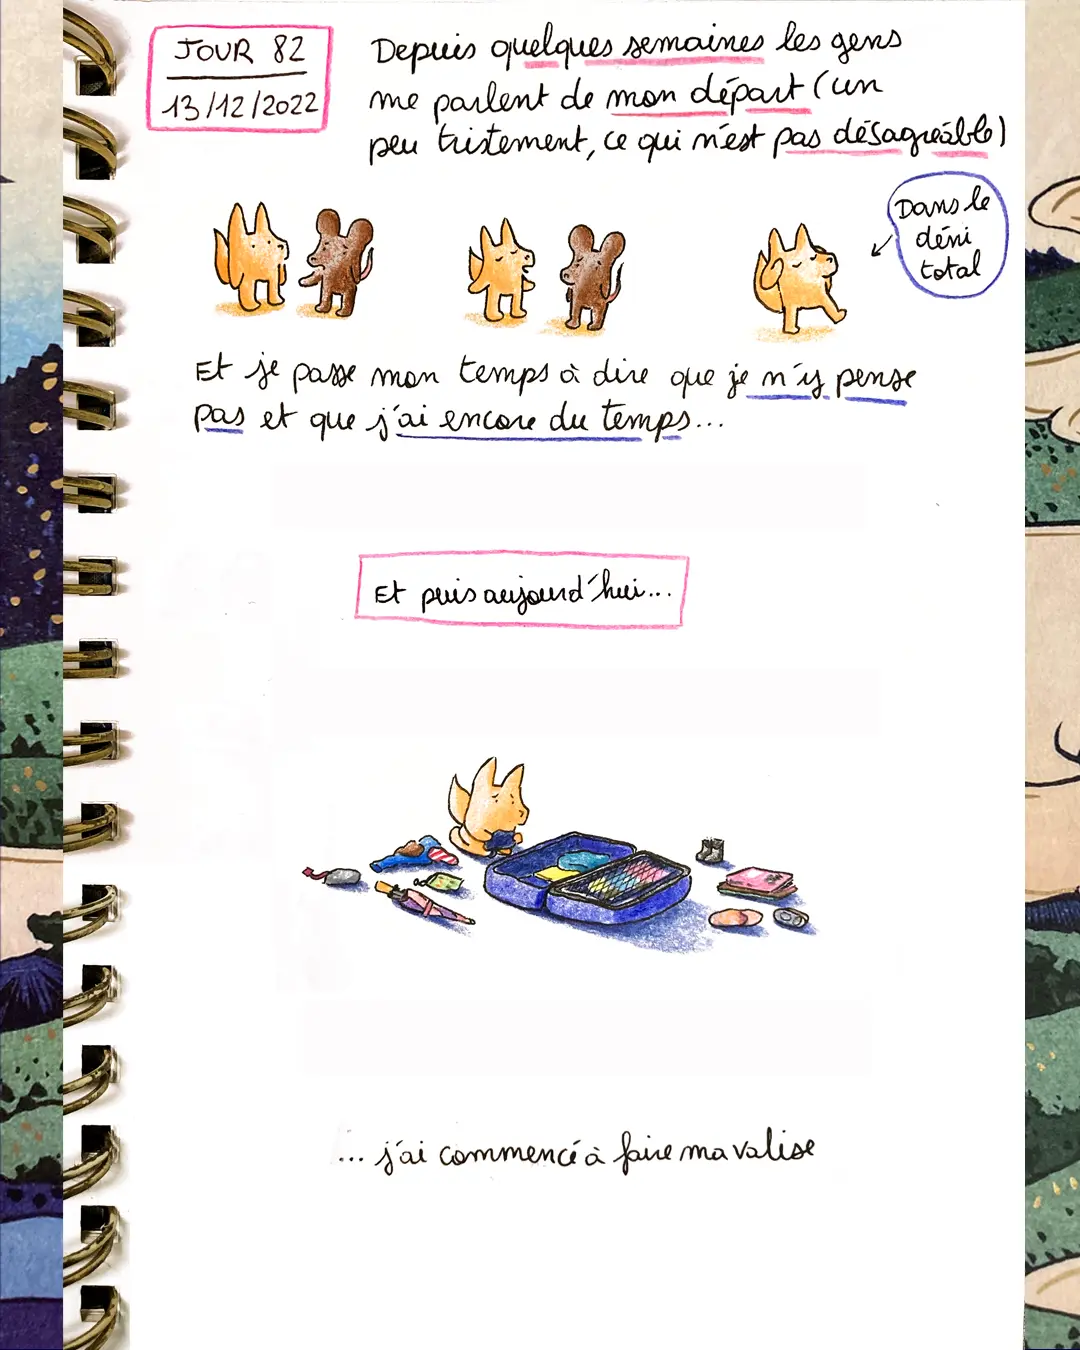 JOUR 82
13/12/2022
Depuis quelques semaines les gens
me parlent de mon départ (un
peu tristement, ce qui n'est pas désagréable)
Dans le
déni
total
Et je passe mon temps à dire que je n'y pense
pas et que j'ai encore du temps...
Et puis aujourd'hui...
... j'ai commencé à faire ma valise